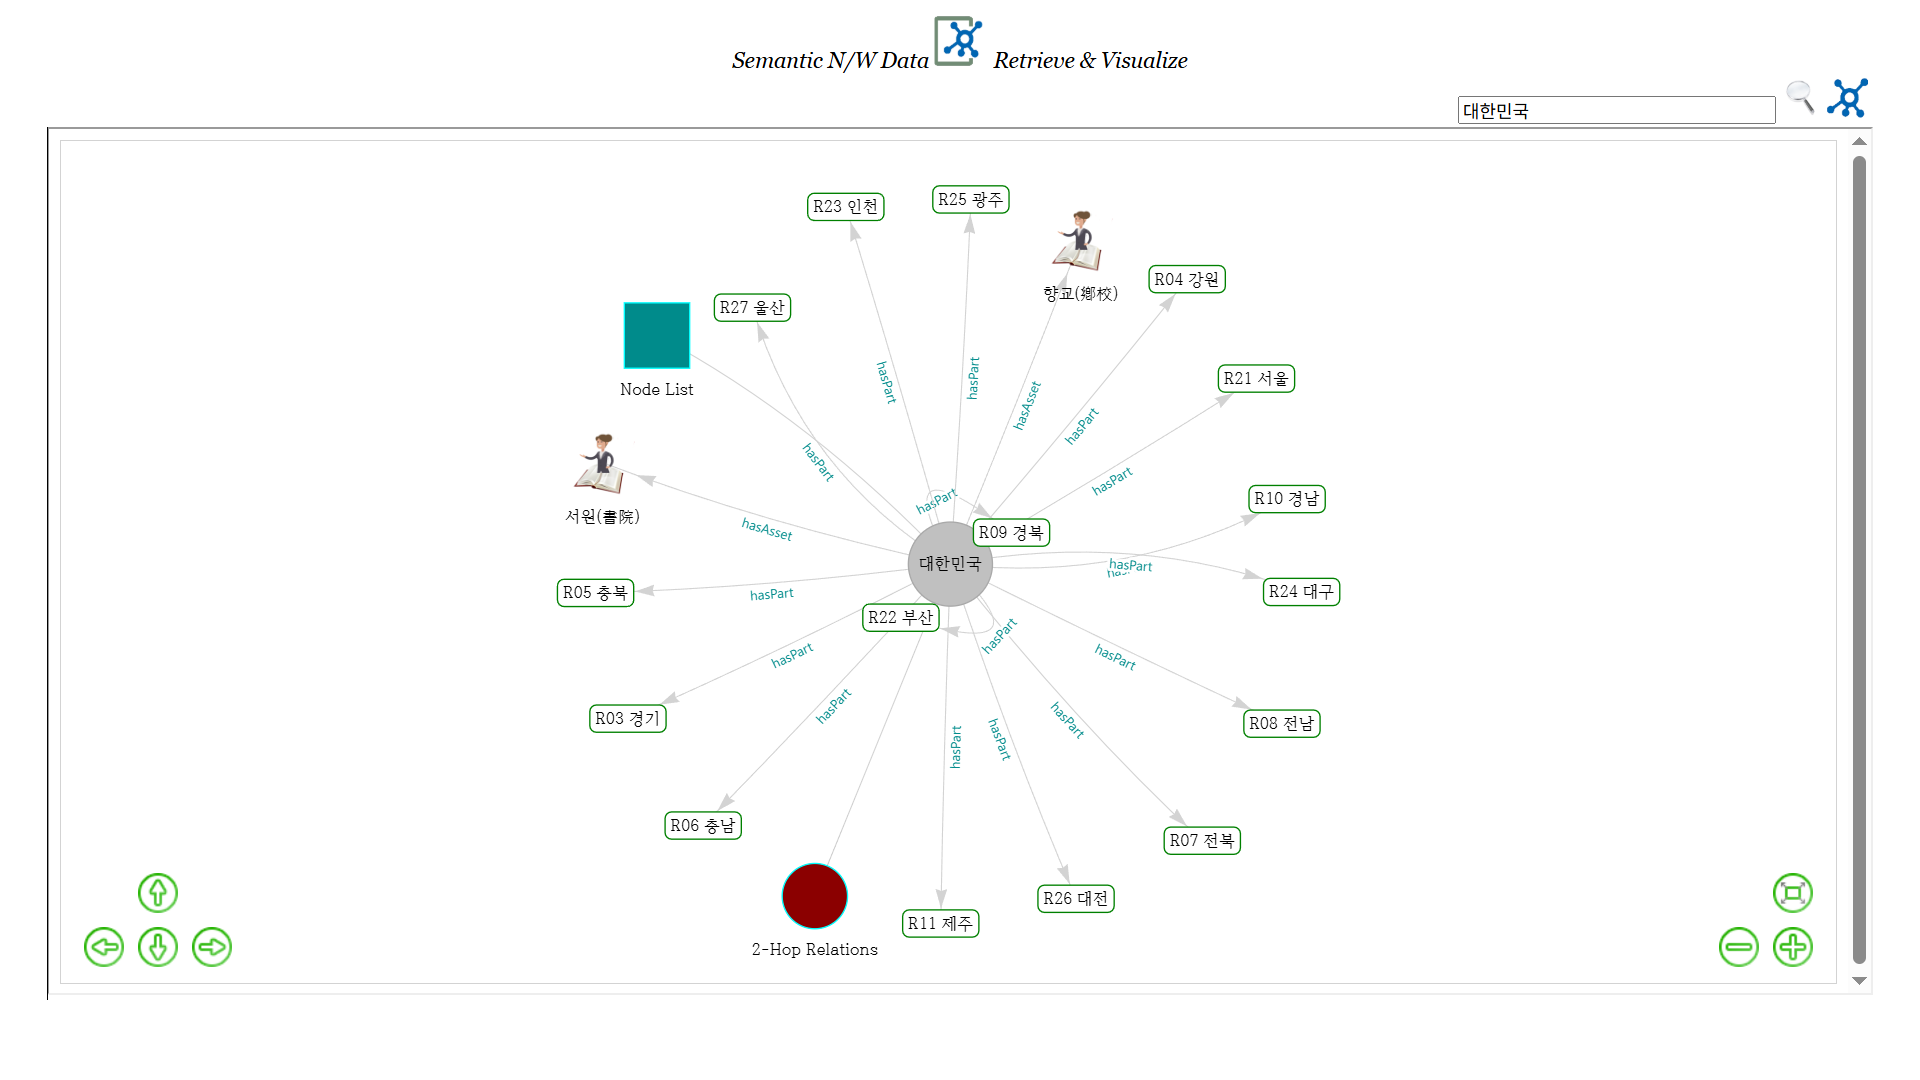 Semantic N/W Data Retrieve & Visualize
대한민국
R25 광주
R23 인천
향교(鄕校)
R04 강원
R27 울산
Node List
R21 서울
hasPart
hasPart
hasAsset
hasPart
hasPart
hasPart
R10 경남
hasPart
서원(書院)
hasAsset
R09 경북
대한민국
hasPart
hasPart
R05 충북
hasPart
R24 대구
R22 부산
hasPart
hasPart
hasPart
R03 경기
hasPart
hasPart
hasPart
hasPart
R08 전남
R06 충남
R07 전북
R26 대전
R11 제주
2-Hop Relations